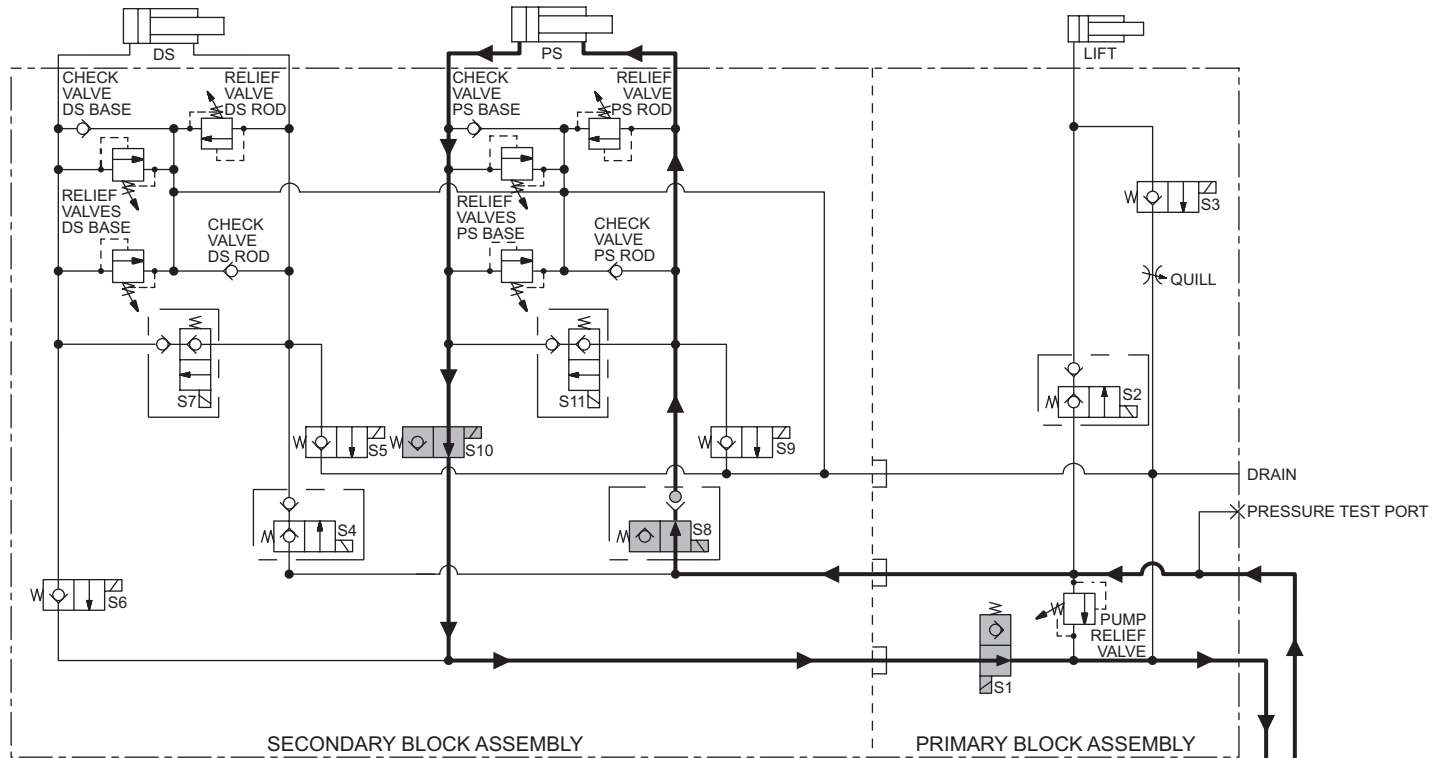 DS
PS
LIFT
CHECK
VALVE
DS BASE
RELIEF
VALVE
DS ROD
CHECK
VALVE
PS BASE
RELIEF
VALVE
PS ROD
RELIEF
VALVES
DS BASE
CHECK
VALVE
DS ROD
RELIEF
VALVES
PS BASE
CHECK
VALVE
PS ROD
S3
QUILL
S7
S11
S2
S5
S10
S9
DRAIN
PRESSURE TEST PORT
S4
S8
S6
PUMP
RELIEF
VALVE
S1
SECONDARY BLOCK ASSEMBLY
PRIMARY BLOCK ASSEMBLY